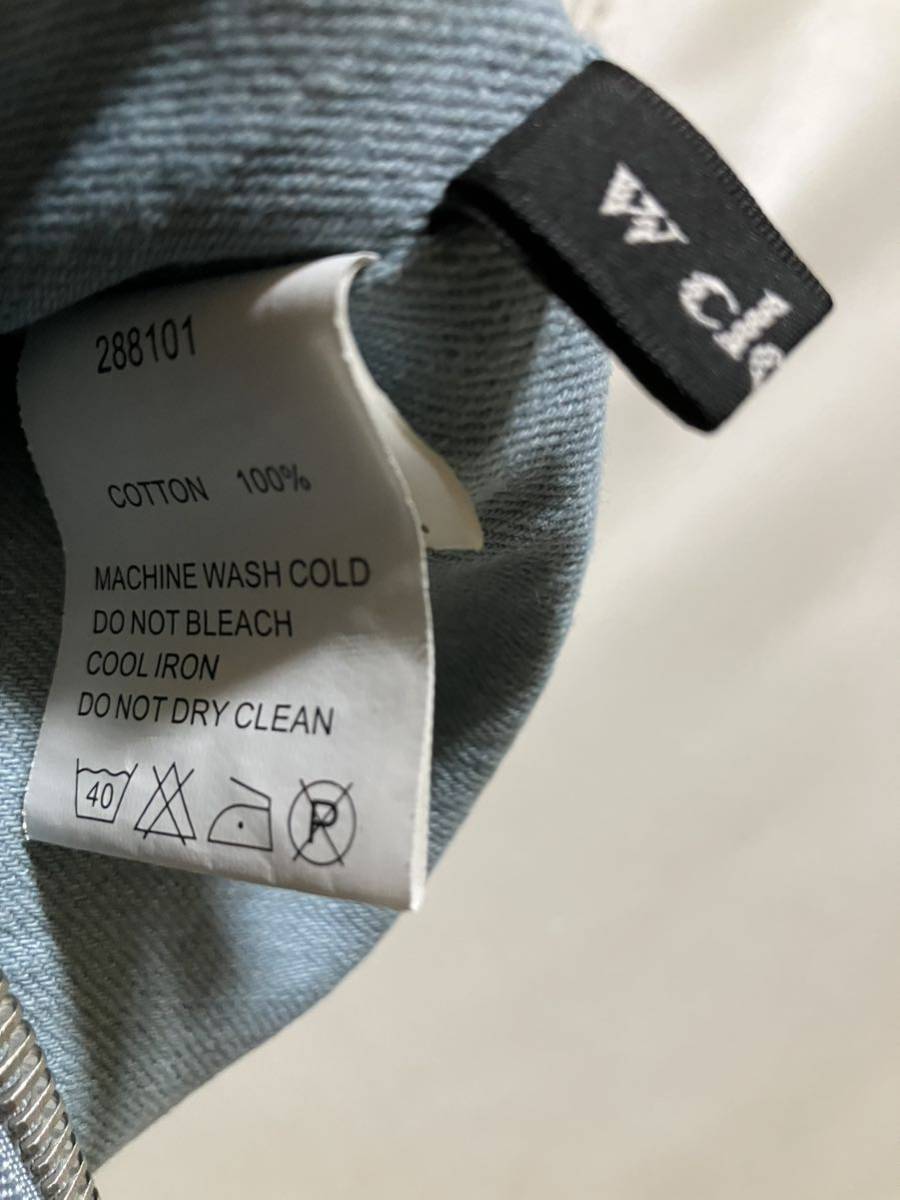 288101
COTTON 100%
MACHINE WASH COLD
DO NOT BLEACH
COOL IRON
DO NOT DRY CLEAN
40
P
W